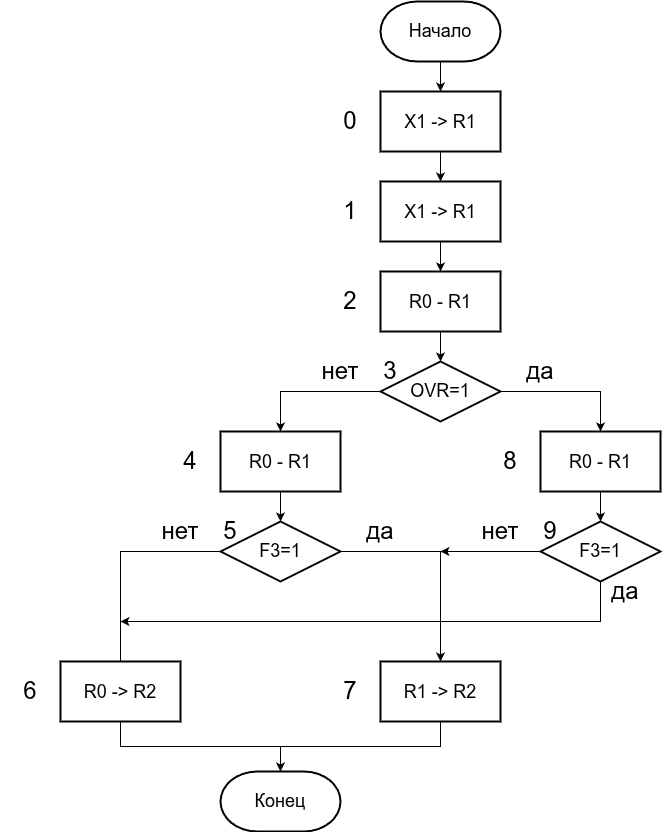 Начало
0
X1 -> R1
1
X1 -> R1
2
R0 - R1
нет
3
OVR=1
да
4
R0 - R1
8
R0 - R1
нет
5
F3=1
да
нет
9
F3=1
да
6
R0 -> R2
7
R1 -> R2
Конец